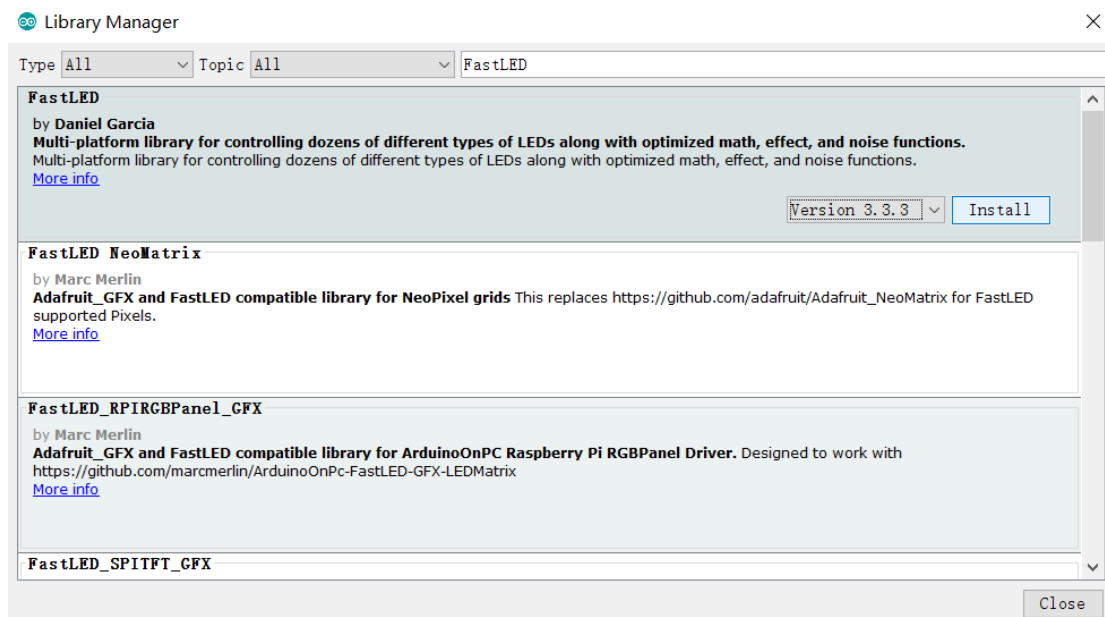 Library Manager
Type All Topic All FastLED
FastLED
by Daniel Garcia
Multi-platform library for controlling dozens of different types of LEDs along with optimized math, effect, and noise functions.
Multi-platform library for controlling dozens of different types of LEDs along with optimized math, effect, and noise functions.
More info
Version 3.3.3 Install
FastLED NeoMatrix
by Marc Merlin
Adafruit_GFX and FastLED compatible library for NeoPixel grids This replaces https://github.com/adafruit/Adafruit_NeoMatrix for FastLED
supported Pixels.
More info
FastLED_RPIRGBPanel_GFX
by Marc Merlin
Adafruit_GFX and FastLED compatible library for ArduinoOnPC Raspberry Pi RGBPanel Driver. Designed to work with
https://github.com/marcmerlin/ArduinoOnPc-FastLED-GFX-LEDMatrix
More info
FastLED_SPITFT_GFX
Close